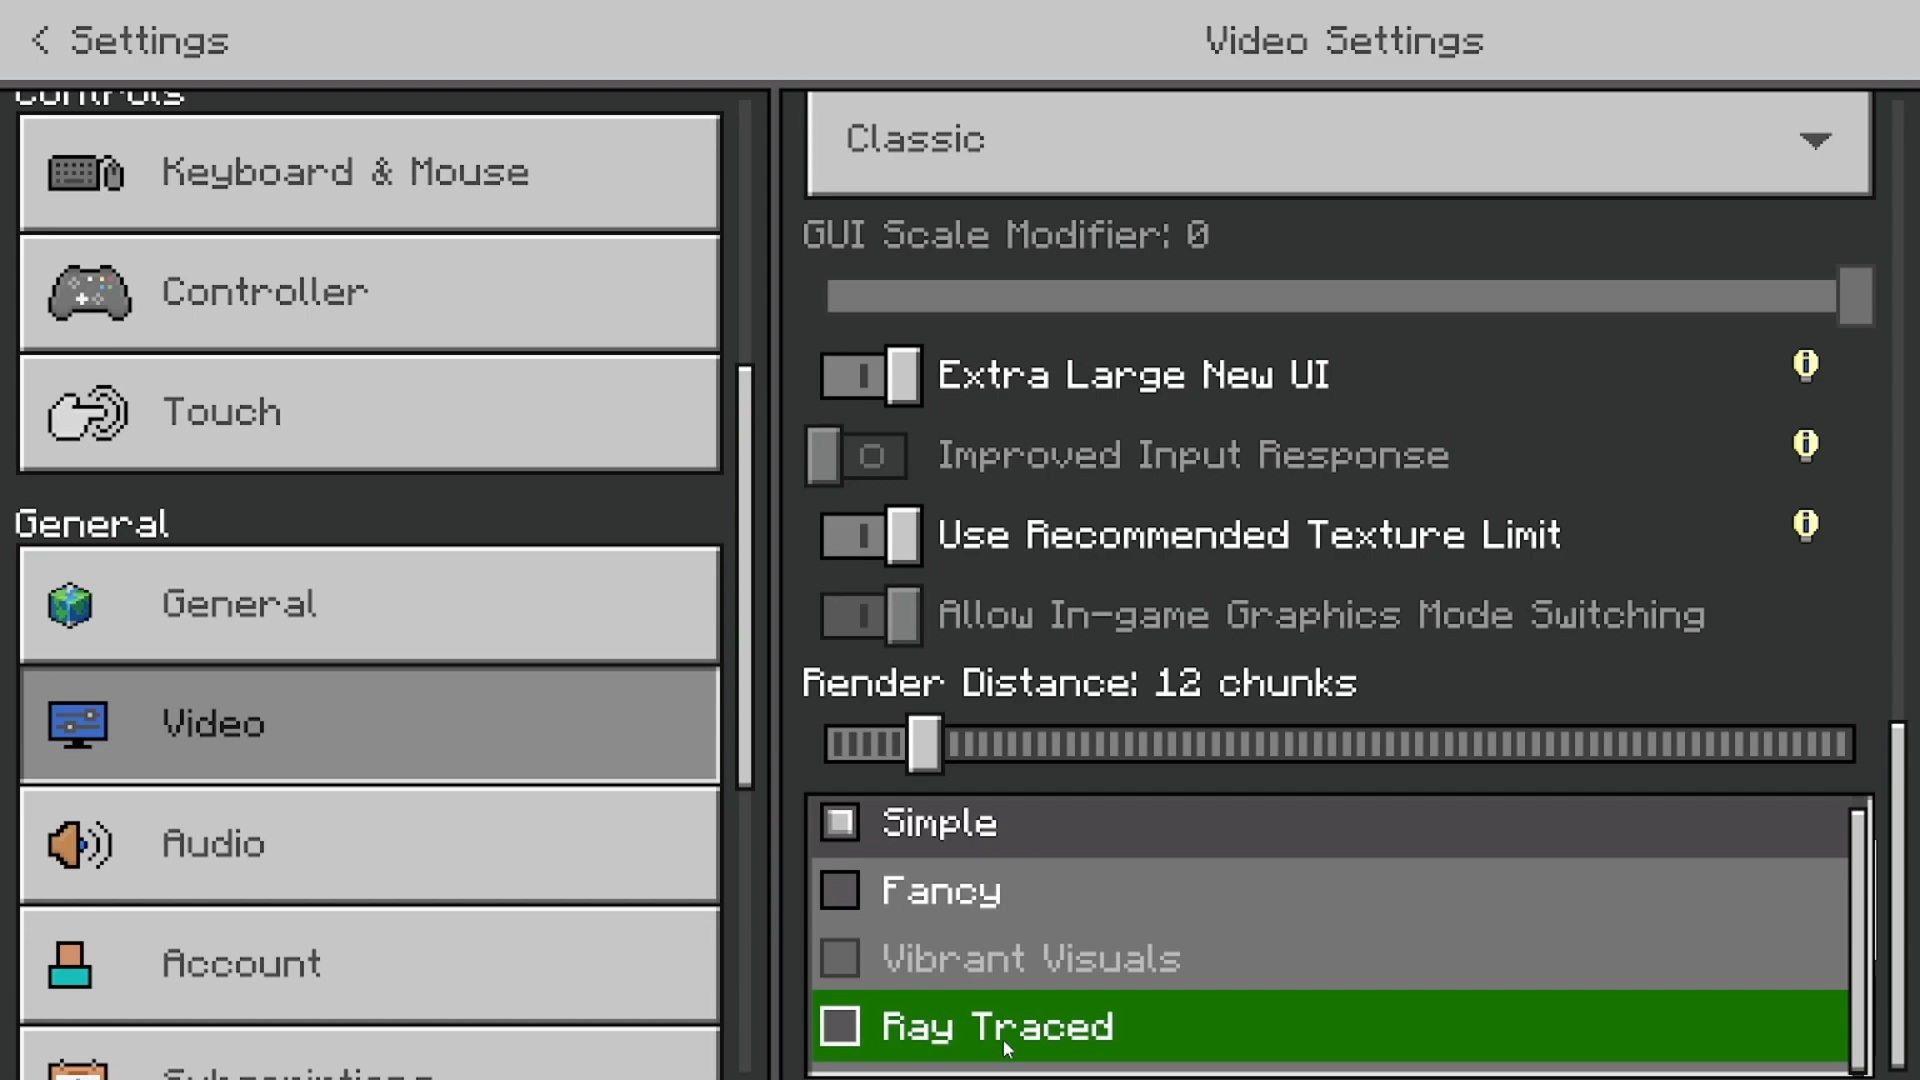 Settings
Video Settings
Controls
Keyboard & Mouse
Controller
Touch
General
General
Video
Audio
Account
Subscriptions
Classic
GUI Scale Modifier: 0
Extra Large New UI
Improved Input Response
Use Recommended Texture Limit
Allow In-game Graphics Mode Switching
Render Distance: 12 chunks
Simple
Fancy
Vibrant Visuals
Ray Traced